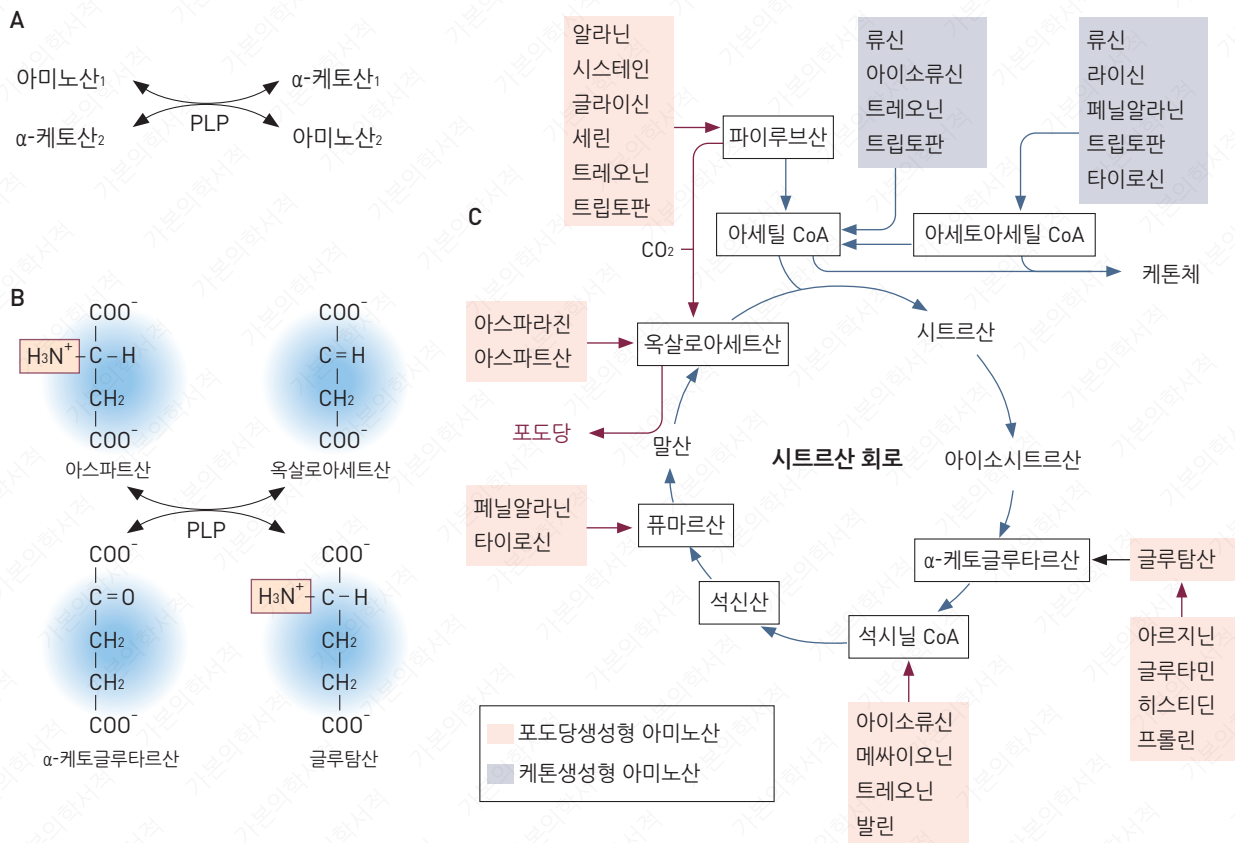 A
아미노산1
α-케토산1
PLP
α-케토산2
아미노산2
B
COO⁻
H3N⁺
C
H
CH2
COO⁻
아스파트산
COO⁻
C = H
CH2
COO⁻
옥살로아세트산
PLP
COO⁻
C = O
CH2
CH2
COO⁻
α-케토글루타르산
COO⁻
H3N⁺
C
H
CH2
CH2
COO⁻
글루탐산
C
알라닌
시스테인
글라이신
세린
트레오닌
트립토판
류신
아이소류신
트레오닌
트립토판
류신
라이신
페닐알라닌
트립토판
타이로신
파이루브산
아세틸 CoA
아세토아세틸 CoA
CO2
케톤체
아스파라진
아스파트산
옥살로아세트산
시트르산
포도당
말산
시트르산 회로
아이소시트르산
페닐알라닌
타이로신
퓨마르산
α-케토글루타르산
글루탐산
석신산
석시닐 CoA
아르지닌
글루타민
히스티딘
프롤린
아이소류신
메싸이오닌
트레오닌
발린
포도당생성형 아미노산
케톤생성형 아미노산
가본의학서적